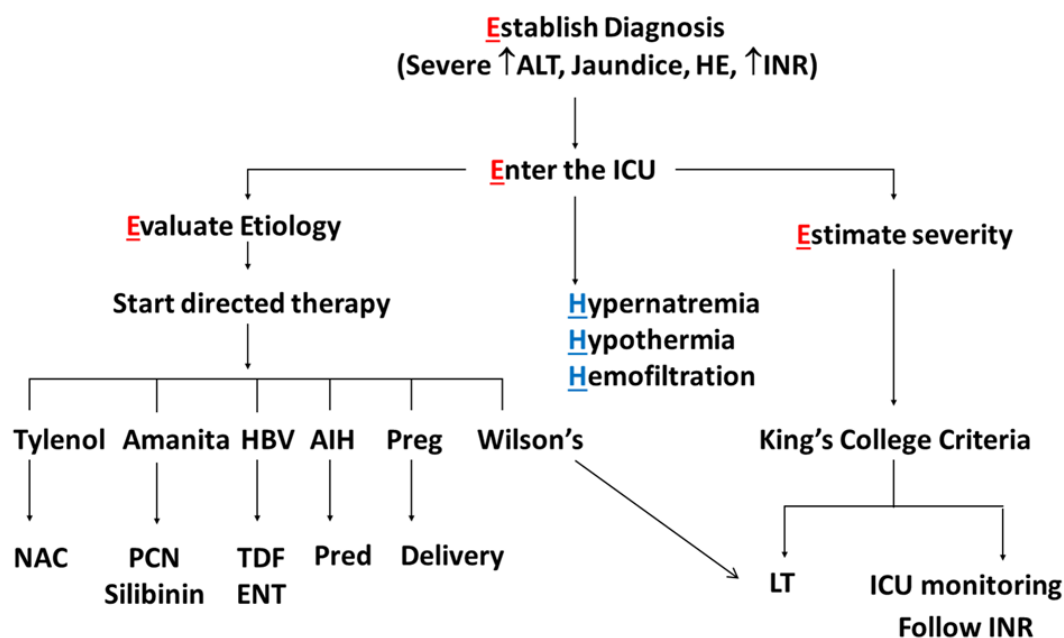 Establish Diagnosis
(Severe ↑ALT, Jaundice, HE, ↑INR)
Enter the ICU
Evaluate Etiology
Estimate severity
Start directed therapy
Hypernatremia
Hypothermia
Hemofiltration
Tylenol
Amanita
HBV
AIH
Preg
Wilson's
King's College Criteria
NAC
PCN
Silibinin
TDF
ENT
Pred
Delivery
LT
ICU monitoring
Follow INR